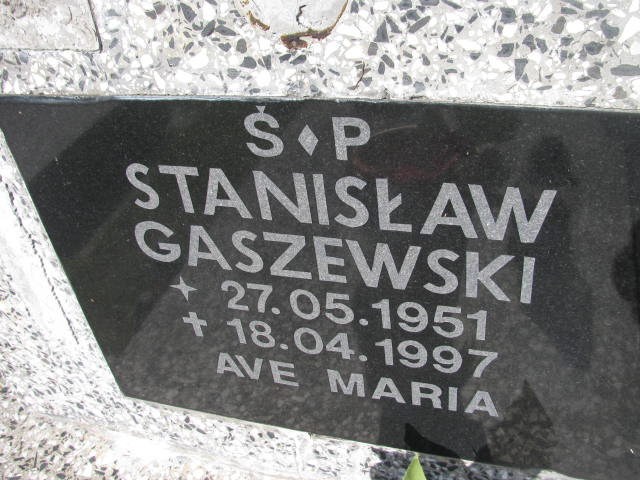 Ś♦P
STANISŁAW
GASZEWSKI
✦ 27.05.1951
✝ 18.04.1997
AVE MARIA